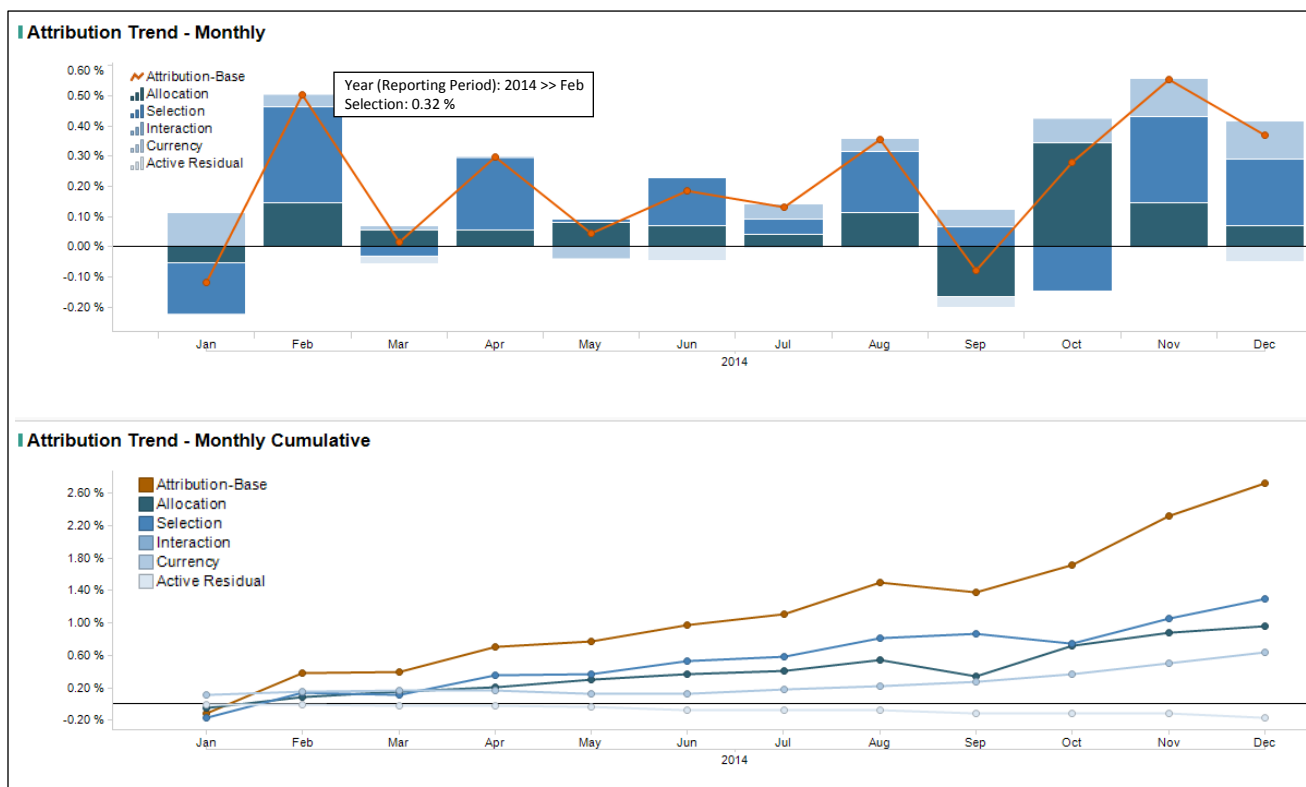 Attribution Trend - Monthly
0.60 %
0.50 %
0.40 %
0.30 %
0.20 %
0.10 %
0.00 %
-0.10 %
-0.20 %
Attribution-Base
Allocation
Selection
Interaction
Currency
Active Residual
Year (Reporting Period): 2014 >> Feb
Selection: 0.32 %
Jan Feb Mar Apr May Jun Jul Aug Sep Oct Nov Dec
2014
Attribution Trend - Monthly Cumulative
2.60 %
2.20 %
1.80 %
1.40 %
1.00 %
0.60 %
0.20 %
-0.20 %
Attribution-Base
Allocation
Selection
Interaction
Currency
Active Residual
Jan Feb Mar Apr May Jun Jul Aug Sep Oct Nov Dec
2014